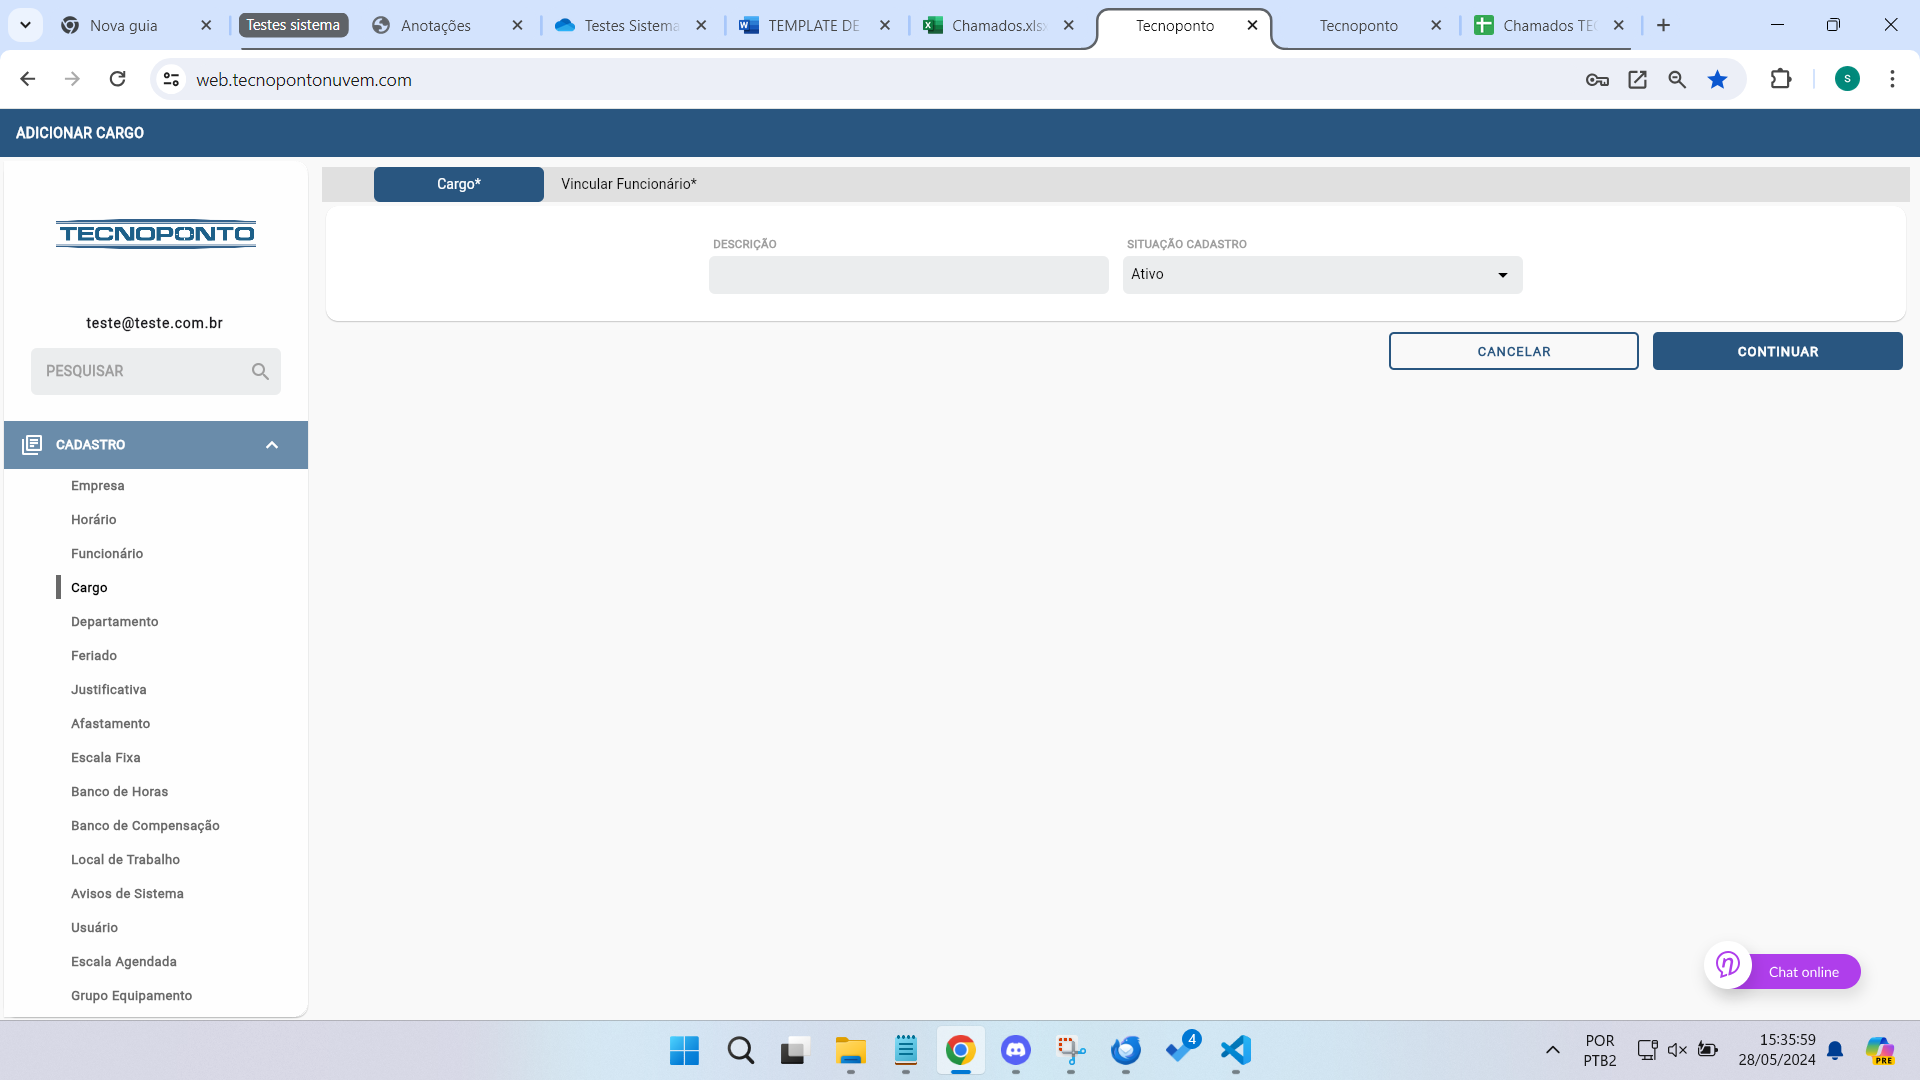 Nova guia
Testes sistema
Anotações
Testes Sistema
TEMPLATE DE
Chamados.xlsx
Tecnoponto
Tecnoponto
Chamados TEC
web.tecnopontonuvem.com
S
ADICIONAR CARGO
Cargo*
Vincular Funcionário*
TECNOPONTO
DESCRIÇÃO
SITUAÇÃO CADASTRO
Ativo
teste@teste.com.br
CANCELAR
CONTINUAR
PESQUISAR
CADASTRO
Empresa
Horário
Funcionário
Cargo
Departamento
Feriado
Justificativa
Afastamento
Escala Fixa
Banco de Horas
Banco de Compensação
Local de Trabalho
Avisos de Sistema
Usuário
Escala Agendada
Grupo Equipamento
Chat online
4
POR
PTB2
15:35:59
28/05/2024
PRE